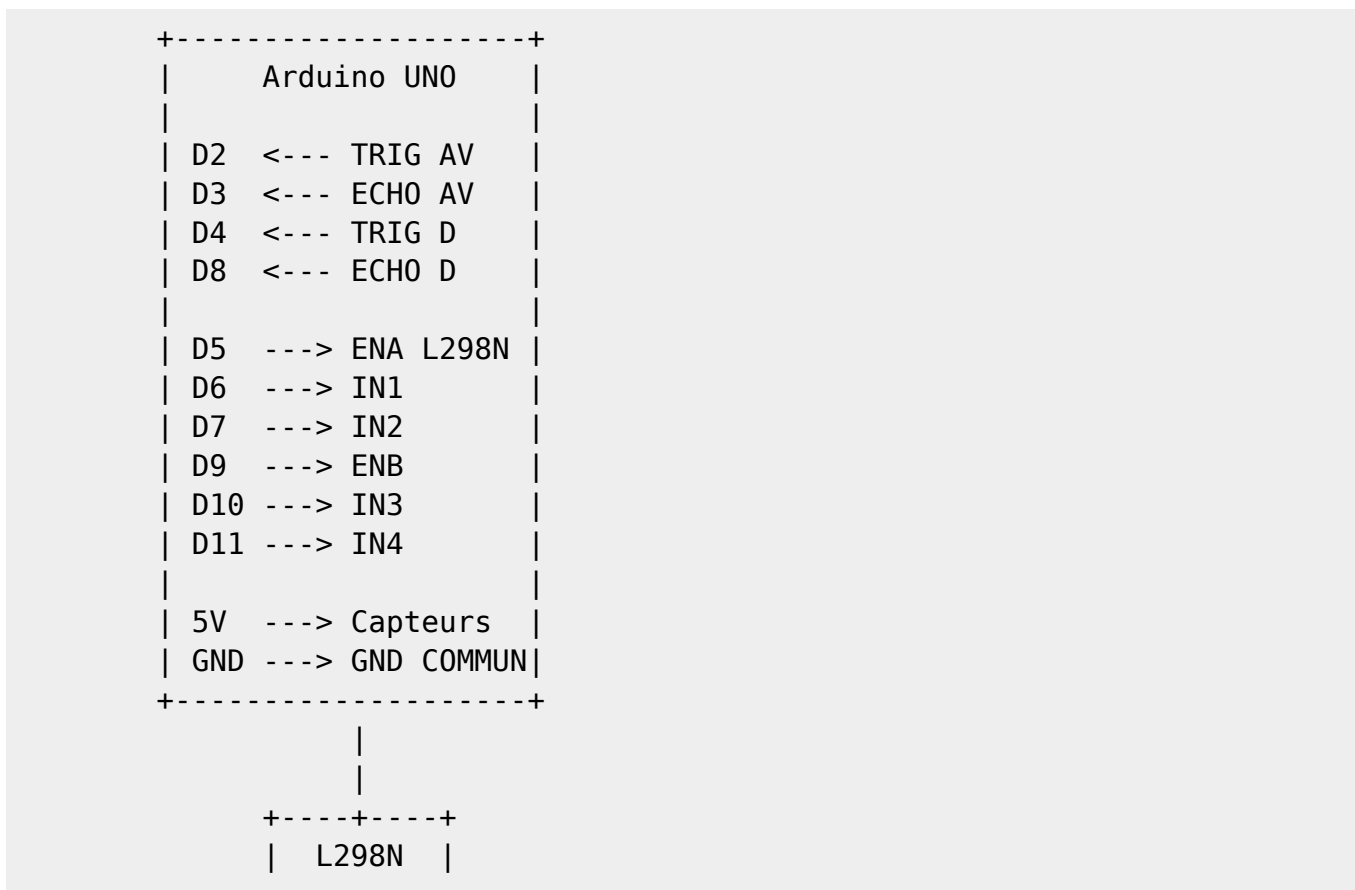 +--------------------+
|     Arduino UNO    |
|                    |
| D2  <--- TRIG AV   |
| D3  <--- ECHO AV   |
| D4  <--- TRIG D    |
| D8  <--- ECHO D    |
|                    |
| D5  ---> ENA L298N |
| D6  ---> IN1       |
| D7  ---> IN2       |
| D9  ---> ENB       |
| D10 ---> IN3       |
| D11 ---> IN4       |
|                    |
| 5V  ---> Capteurs  |
| GND ---> GND COMMUN|
+--------------------+
           |
           |
      +----+----+
      |  L298N  |